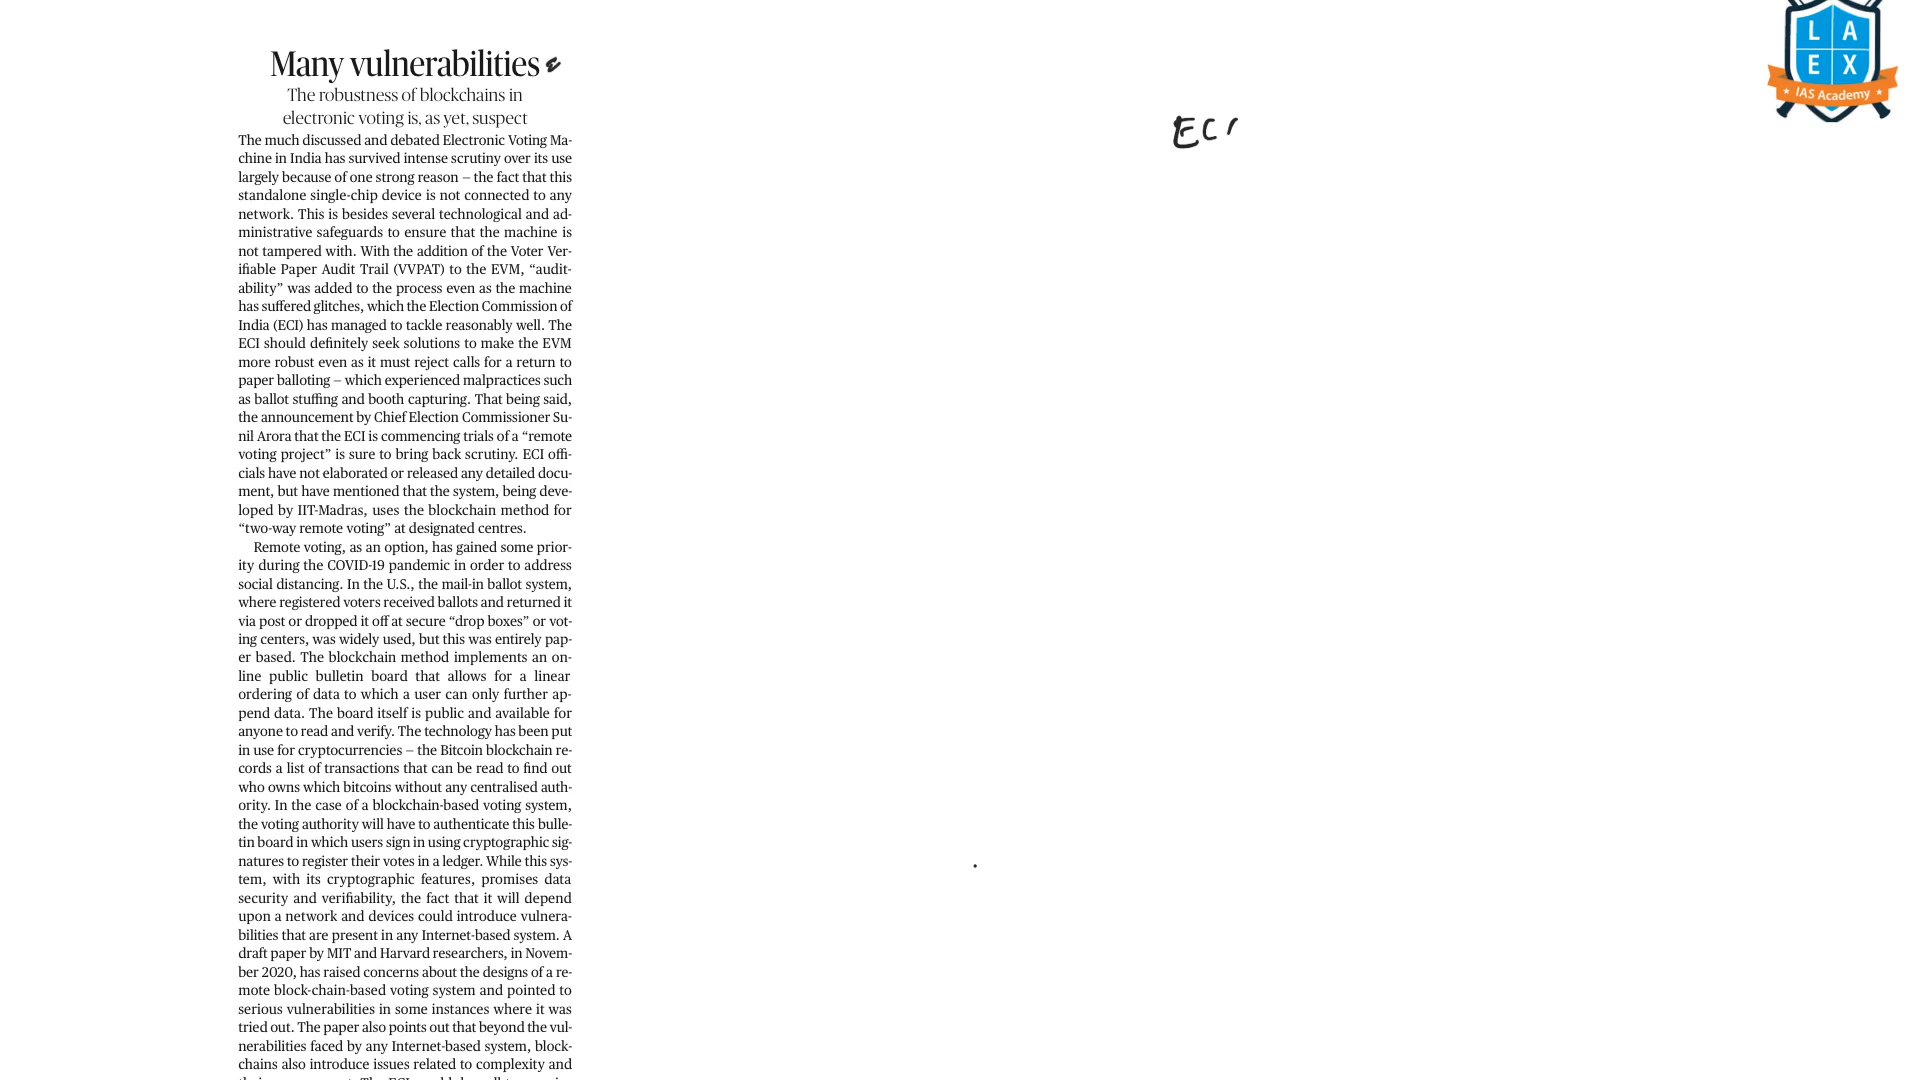 Many vulnerabilities
The robustness of blockchains in
electronic voting is, as yet, suspect
The much discussed and debated Electronic Voting Ma-
chine in India has survived intense scrutiny over its use
largely because of one strong reason – the fact that this
standalone single-chip device is not connected to any
network. This is besides several technological and ad-
ministrative safeguards to ensure that the machine is
not tampered with. With the addition of the Voter Ver-
ifiable Paper Audit Trail (VVPAT) to the EVM, “audit-
ability” was added to the process even as the machine
has suffered glitches, which the Election Commission of
India (ECI) has managed to tackle reasonably well. The
ECI should definitely seek solutions to make the EVM
more robust even as it must reject calls for a return to
paper balloting – which experienced malpractices such
as ballot stuffing and booth capturing. That being said,
the announcement by Chief Election Commissioner Su-
nil Arora that the ECI is commencing trials of a “remote
voting project” is sure to bring back scrutiny. ECI offi-
cials have not elaborated or released any detailed docu-
ment, but have mentioned that the system, being deve-
loped by IIT-Madras, uses the blockchain method for
“two-way remote voting” at designated centres.
Remote voting, as an option, has gained some prior-
ity during the COVID-19 pandemic in order to address
social distancing. In the U.S., the mail-in ballot system,
where registered voters received ballots and returned it
via post or dropped it off at secure “drop boxes” or vot-
ing centers, was widely used, but this was entirely pap-
er based. The blockchain method implements an on-
line public bulletin board that allows for a linear
ordering of data to which a user can only further ap-
pend data. The board itself is public and available for
anyone to read and verify. The technology has been put
in use for cryptocurrencies – the Bitcoin blockchain re-
cords a list of transactions that can be read to find out
who owns which bitcoins without any centralised auth-
ority. In the case of a blockchain-based voting system,
the voting authority will have to authenticate this bulle-
tin board in which users sign in using cryptographic sig-
natures to register their votes in a ledger. While this sys-
tem, with its cryptographic features, promises data
security and verifiability, the fact that it will depend
upon a network and devices could introduce vulnera-
bilities that are present in any Internet-based system. A
draft paper by MIT and Harvard researchers, in Novem-
ber 2020, has raised concerns about the designs of a re-
mote block-chain-based voting system and pointed to
serious vulnerabilities in some instances where it was
tried out. The paper also points out that beyond the vul-
nerabilities faced by any Internet-based system, block-
chains also introduce issues related to complexity and
ECI
L A
E X
IAS Academy